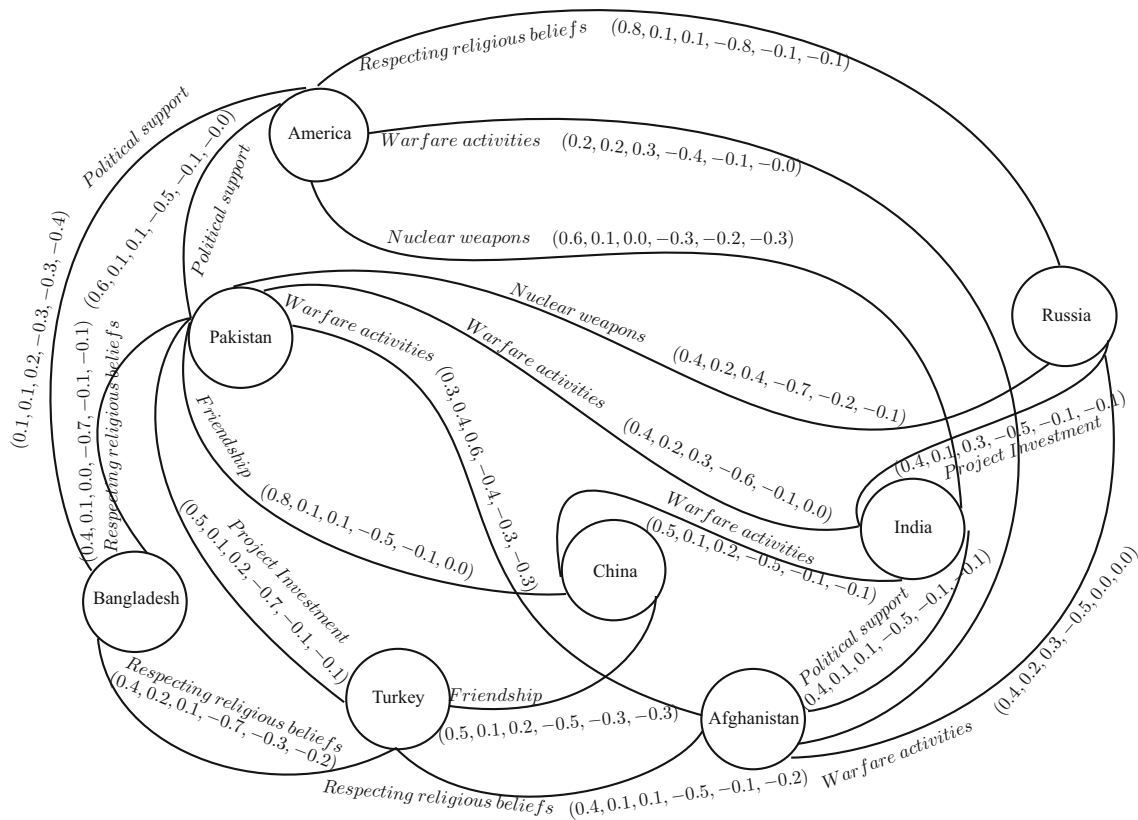 Respecting religious beliefs (0.8, 0.1, 0.1, −0.8, −0.1, −0.1)
Political support
(0.1, 0.1, 0.2, −0.3, −0.3, −0.4)
America
Warfare activities (0.2, 0.2, 0.3, −0.4, −0.1, −0.0)
Political support
(0.6, 0.1, 0.1, −0.5, −0.1, −0.0)
Nuclear weapons (0.6, 0.1, 0.0, −0.3, −0.2, −0.3)
Russia
Pakistan
Nuclear weapons (0.4, 0.2, 0.4, −0.7, −0.2, −0.1)
Warfare activities (0.3, 0.4, 0.6, −0.4, −0.3, −0.3)
Warfare activities (0.4, 0.2, 0.3, −0.6, −0.1, 0.0)
Respecting religious beliefs
(0.4, 0.1, 0.0, −0.7, −0.1, −0.1)
Friendship (0.8, 0.1, 0.1, −0.5, −0.1, 0.0)
(0.4, 0.1, 0.3, −0.5, −0.1, −0.1)
Project Investment
India
Warfare activities
(0.5, 0.1, 0.2, −0.5, −0.1, −0.1)
China
Project Investment
(0.5, 0.1, 0.2, −0.7, −0.1, −0.1)
Bangladesh
Political support
0.4, 0.1, 0.1, −0.5, −0.1, −0.1)
Respecting religious beliefs
(0.4, 0.2, 0.1, −0.7, −0.3, −0.2)
Turkey
Friendship
(0.5, 0.1, 0.2, −0.5, −0.3, −0.3)
Afghanistan
Warfare activities (0.4, 0.2, 0.3, −0.5, 0.0, 0.0)
Respecting religious beliefs (0.4, 0.1, 0.1, −0.5, −0.1, −0.2)